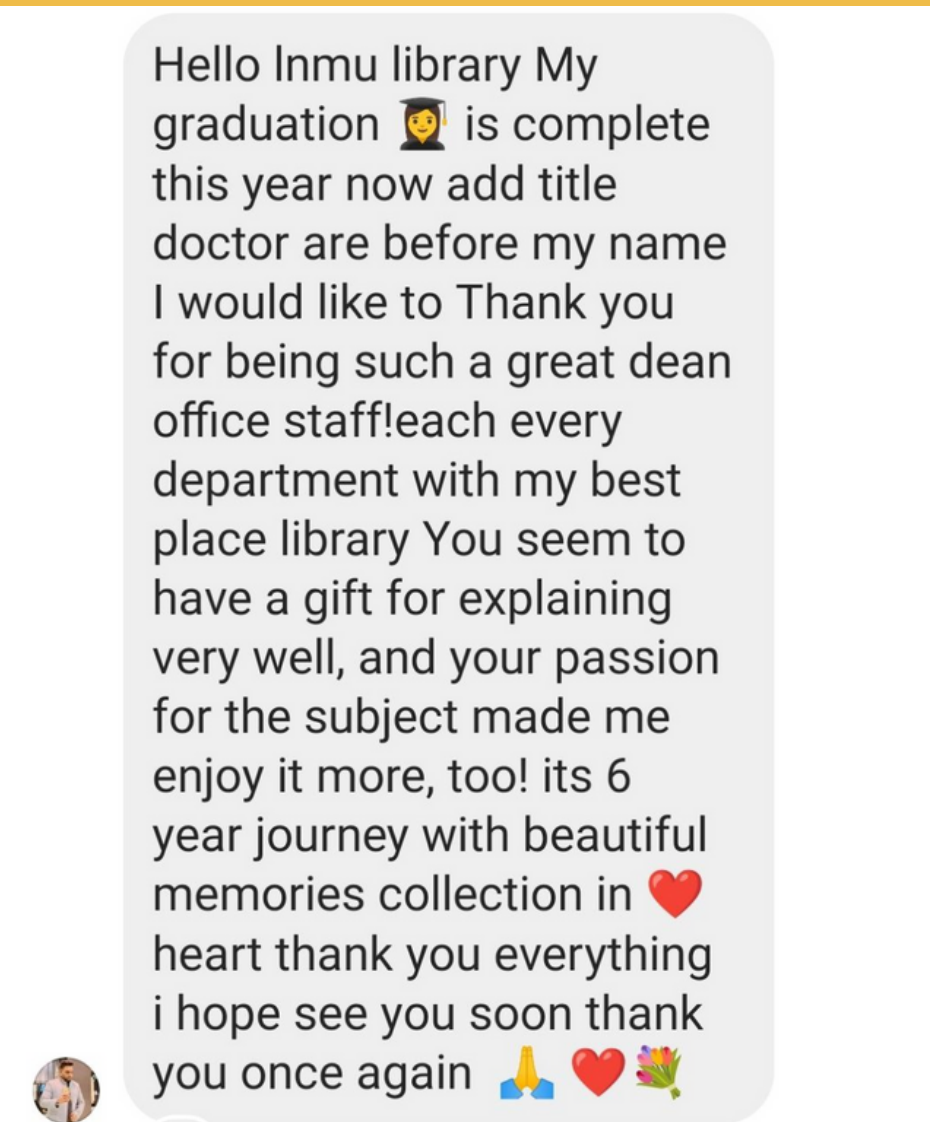 Hello lnmu library My
graduation 👩‍🎓 is complete
this year now add title
doctor are before my name
I would like to Thank you
for being such a great dean
office staff!each every
department with my best
place library You seem to
have a gift for explaining
very well, and your passion
for the subject made me
enjoy it more, too! its 6
year journey with beautiful
memories collection in ❤️
heart thank you everything
i hope see you soon thank
you once again 🙏 ❤️💐